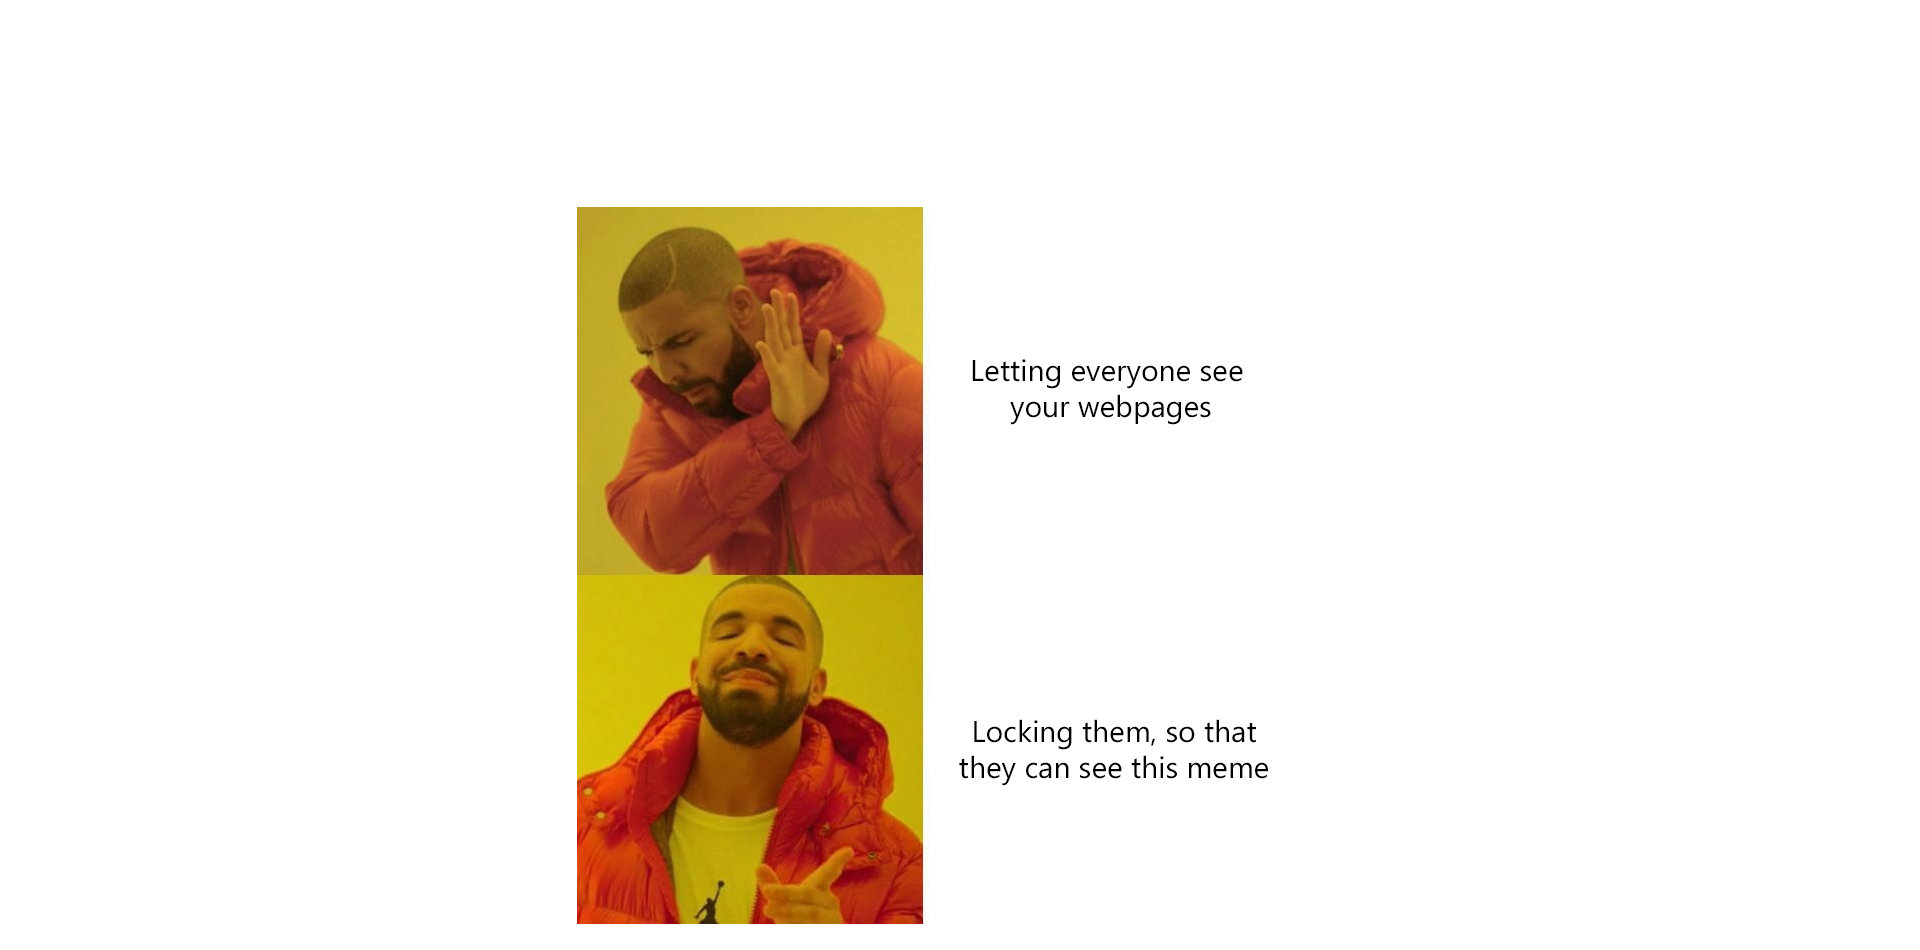 Letting everyone see
your webpages
Locking them, so that
they can see this meme